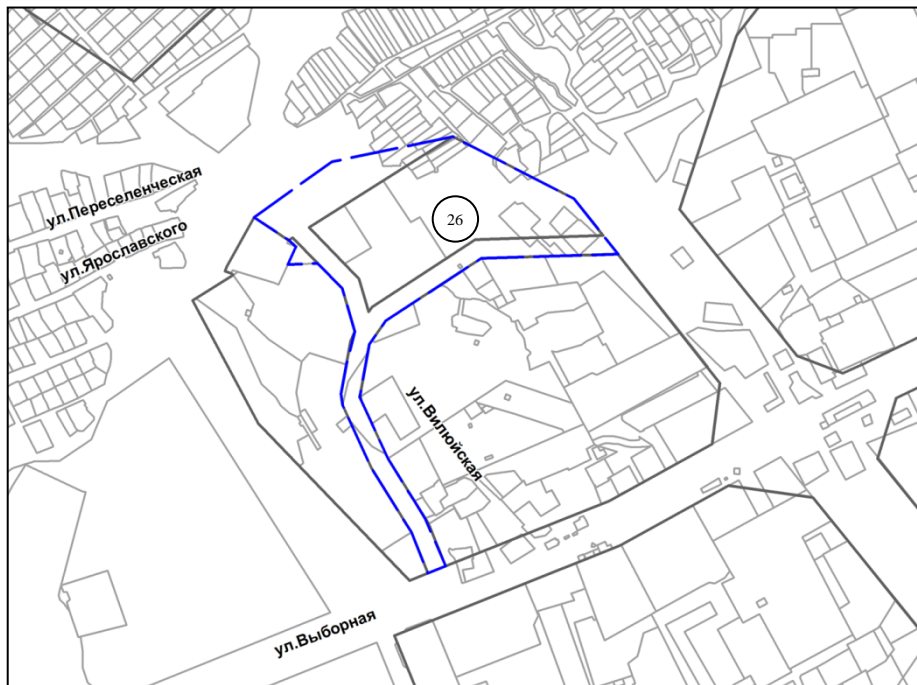 ул.Переселенческая
ул.Ярославского
26
ул.Вилюйская
ул.Выборная